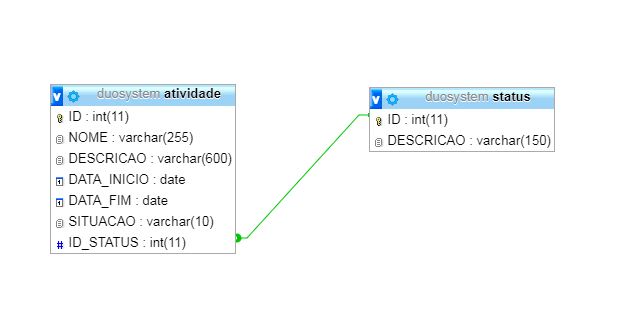 duosystem atividade
ID : int(11)
NOME : varchar(255)
DESCRICAO : varchar(600)
DATA_INICIO : date
DATA_FIM : date
SITUACAO : varchar(10)
ID_STATUS : int(11)
duosystem status
ID : int(11)
DESCRICAO : varchar(150)